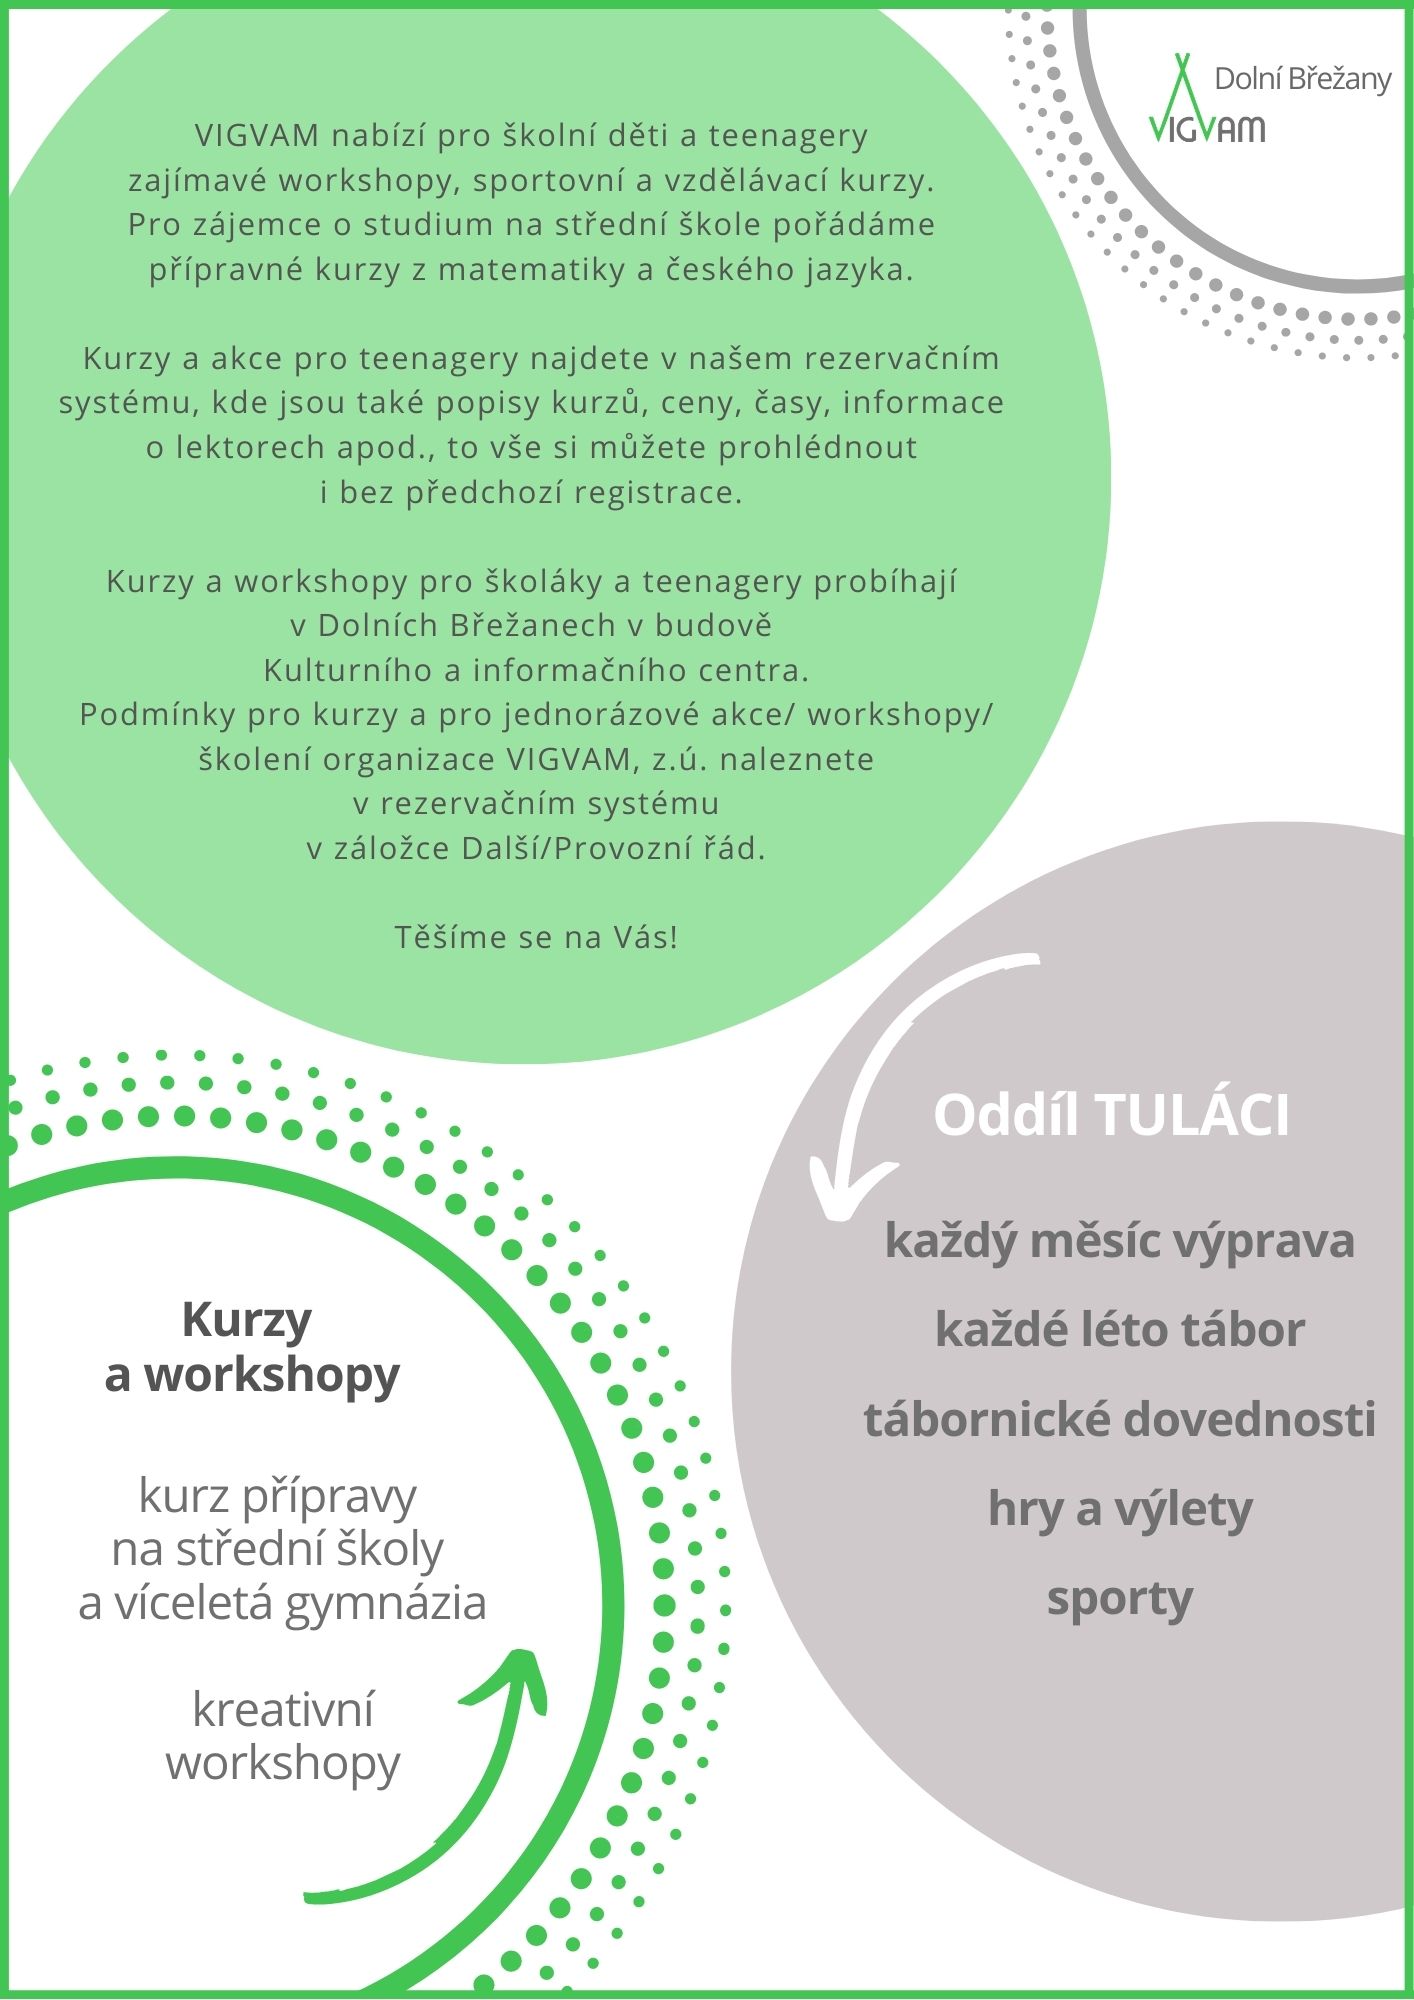 Dolní Břežany
VIGVAM
VIGVAM nabízí pro školní děti a teenagery
zajímavé workshopy, sportovní a vzdělávací kurzy.
Pro zájemce o studium na střední škole pořádáme
přípravné kurzy z matematiky a českého jazyka.
Kurzy a akce pro teenagery najdete v našem rezervačním
systému, kde jsou také popisy kurzů, ceny, časy, informace
o lektorech apod., to vše si můžete prohlédnout
i bez předchozí registrace.
Kurzy a workshopy pro školáky a teenagery probíhají
v Dolních Břežanech v budově
Kulturního a informačního centra.
Podmínky pro kurzy a pro jednorázové akce/ workshopy/
školení organizace VIGVAM, z.ú. naleznete
v rezervačním systému
v záložce Další/Provozní řád.
Těšíme se na Vás!
Oddíl TULÁCI
každý měsíc výprava
každé léto tábor
tábornické dovednosti
hry a výlety
sporty
Kurzy
a workshopy
kurz přípravy
na střední školy
a víceletá gymnázia
kreativní
workshopy